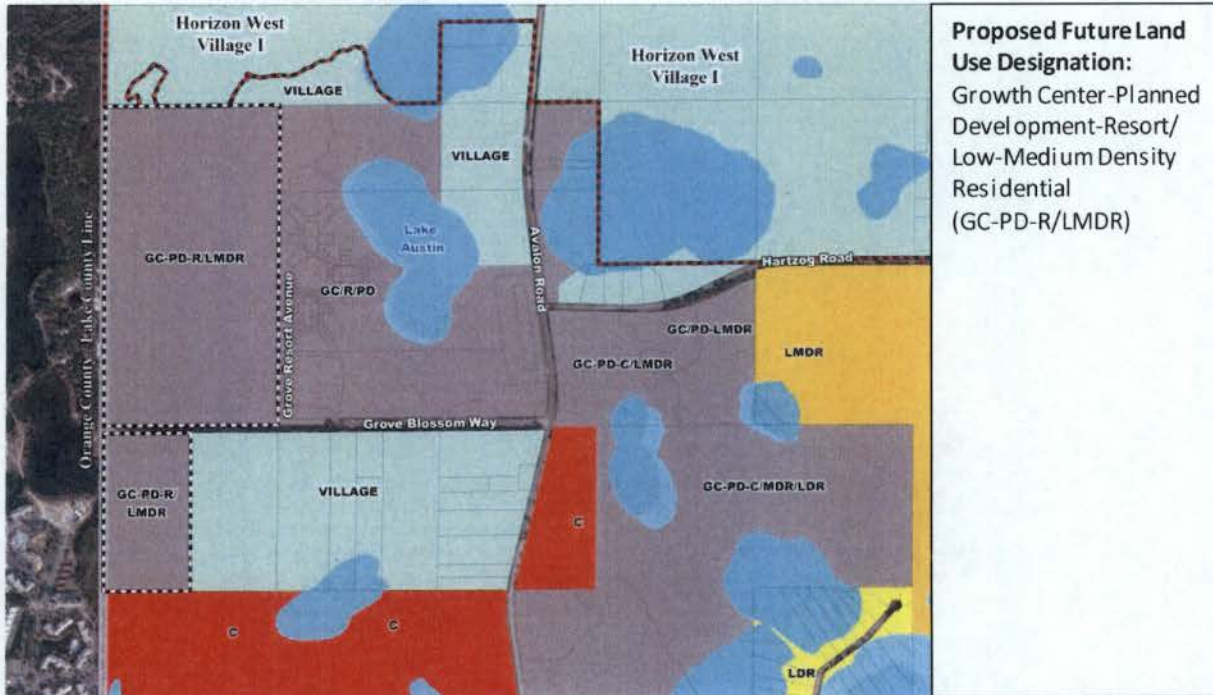 Horizon West
Village I
Horizon West
Village I
VILLAGE
VILLAGE
Orange County - Lake County Line
GC-PD-R/LMDR
Grove Resort Avenue
Lake
Austin
GC/R/PD
Avalon Road
Hartzog Road
GC/PD-LMDR
GC-PD-C/LMDR
LMDR
Grove Blossom Way
GC-PD-R/
LMDR
VILLAGE
GC-PD-C/MDR/LDR
C
C
C
LDR
Proposed Future Land
Use Designation:
Growth Center-Planned
Development-Resort/
Low-Medium Density
Residential
(GC-PD-R/LMDR)